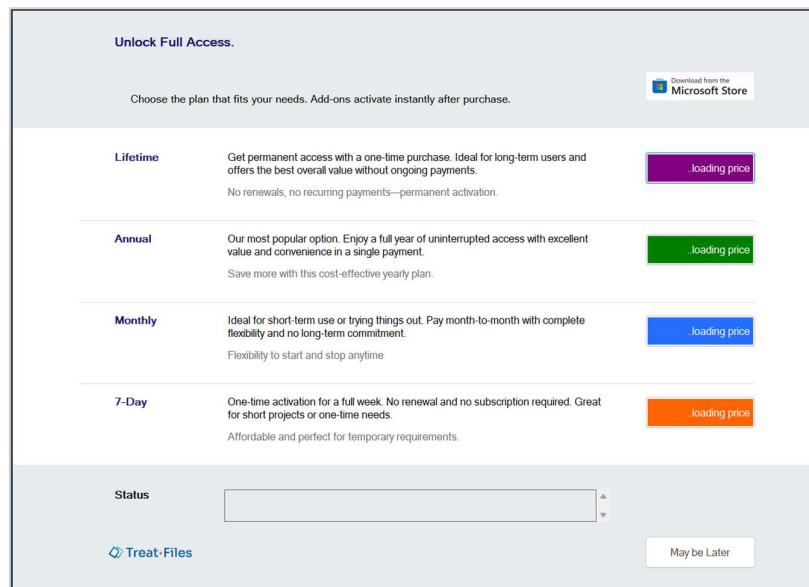 Unlock Full Access.
Download from the
Microsoft Store
Choose the plan that fits your needs. Add-ons activate instantly after purchase.
Lifetime
Get permanent access with a one-time purchase. Ideal for long-term users and
offers the best overall value without ongoing payments.
No renewals, no recurring payments—permanent activation.
..loading price
Annual
Our most popular option. Enjoy a full year of uninterrupted access with excellent
value and convenience in a single payment.
Save more with this cost-effective yearly plan.
..loading price
Monthly
Ideal for short-term use or trying things out. Pay month-to-month with complete
flexibility and no long-term commitment.
Flexibility to start and stop anytime
..loading price
7-Day
One-time activation for a full week. No renewal and no subscription required. Great
for short projects or one-time needs.
Affordable and perfect for temporary requirements.
..loading price
Status
Treat·Files
May be Later